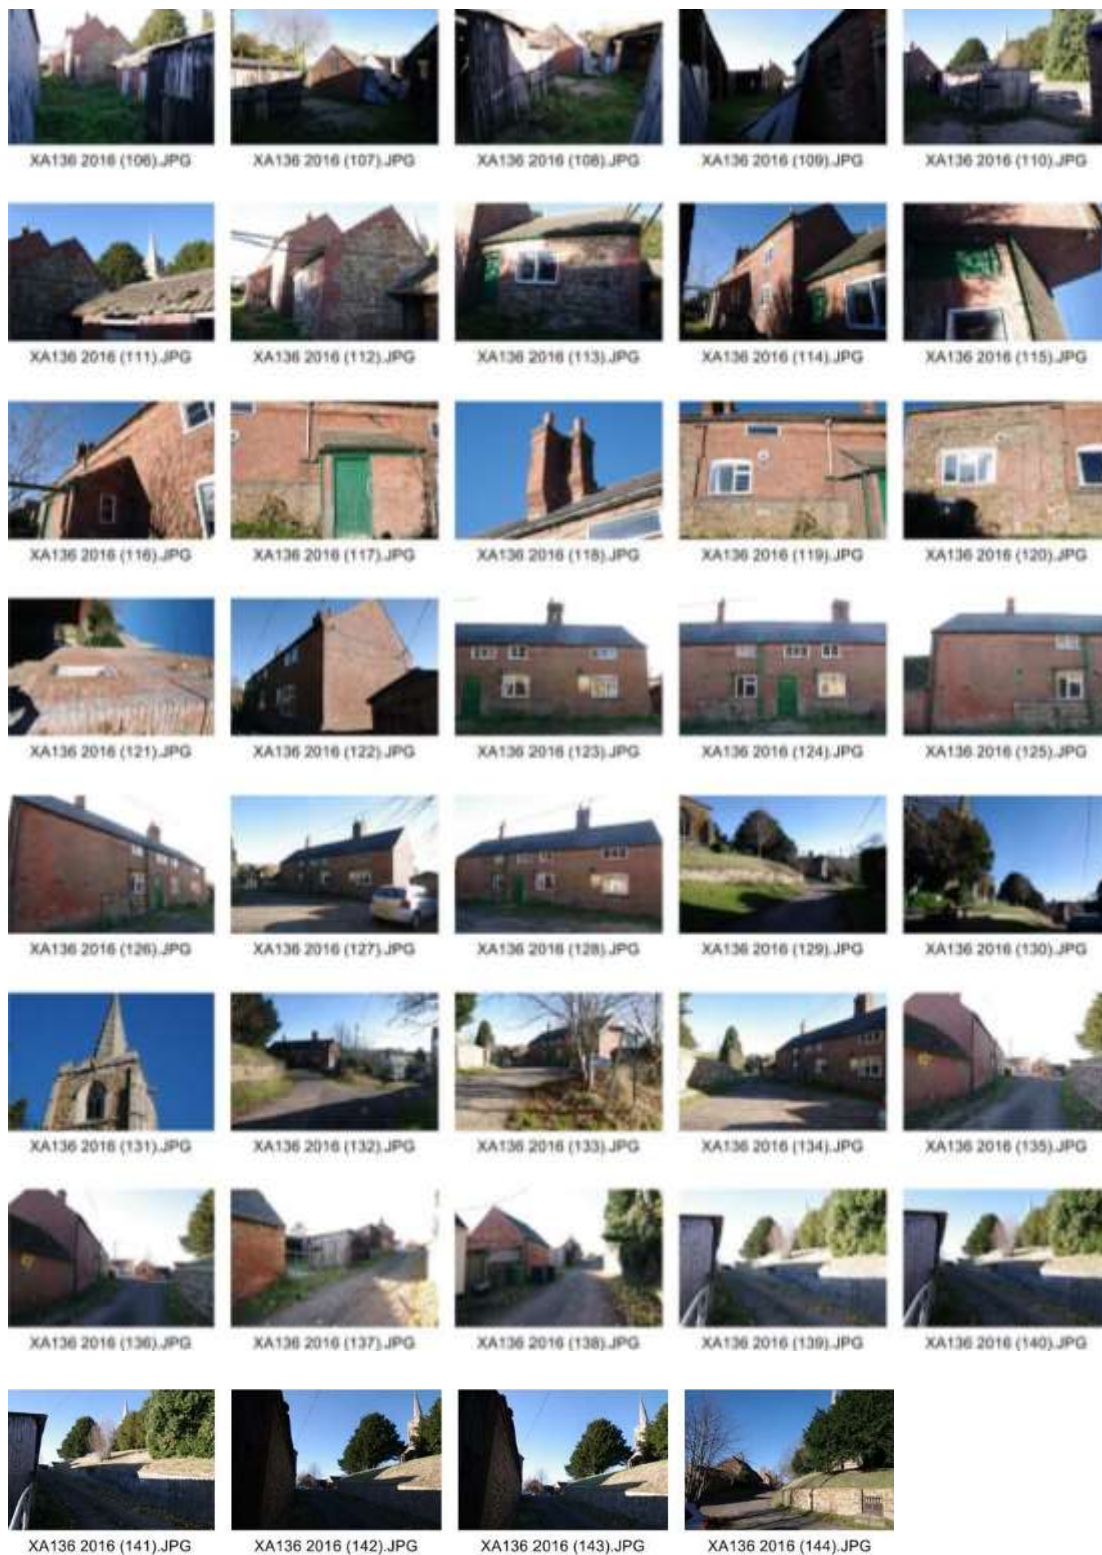 XA136 2016 (106).JPG XA136 2016 (107).JPG XA136 2016 (108).JPG XA136 2016 (109).JPG XA136 2016 (110).JPG
XA136 2016 (111).JPG XA136 2016 (112).JPG XA136 2016 (113).JPG XA136 2016 (114).JPG XA136 2016 (115).JPG
XA136 2016 (116).JPG XA136 2016 (117).JPG XA136 2016 (118).JPG XA136 2016 (119).JPG XA136 2016 (120).JPG
XA136 2016 (121).JPG XA136 2016 (122).JPG XA136 2016 (123).JPG XA136 2016 (124).JPG XA136 2016 (125).JPG
XA136 2016 (126).JPG XA136 2016 (127).JPG XA136 2016 (128).JPG XA136 2016 (129).JPG XA136 2016 (130).JPG
XA136 2016 (131).JPG XA136 2016 (132).JPG XA136 2016 (133).JPG XA136 2016 (134).JPG XA136 2016 (135).JPG
XA136 2016 (136).JPG XA136 2016 (137).JPG XA136 2016 (138).JPG XA136 2016 (139).JPG XA136 2016 (140).JPG
XA136 2016 (141).JPG XA136 2016 (142).JPG XA136 2016 (143).JPG XA136 2016 (144).JPG